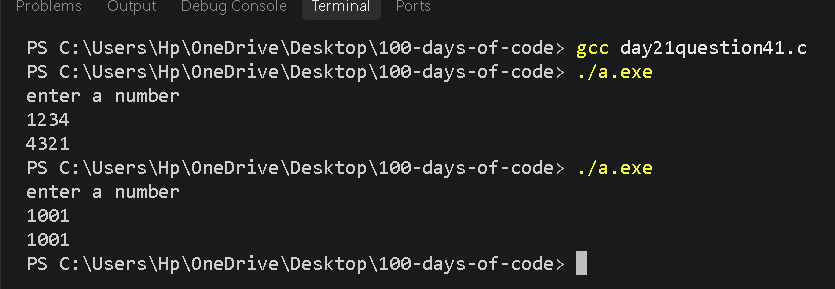 Problems Output Debug Console Terminal Ports
PS C:\Users\Hp\OneDrive\Desktop\100-days-of-code> gcc day21question41.c
PS C:\Users\Hp\OneDrive\Desktop\100-days-of-code> ./a.exe
enter a number
1234
4321
PS C:\Users\Hp\OneDrive\Desktop\100-days-of-code> ./a.exe
enter a number
1001
1001
PS C:\Users\Hp\OneDrive\Desktop\100-days-of-code>